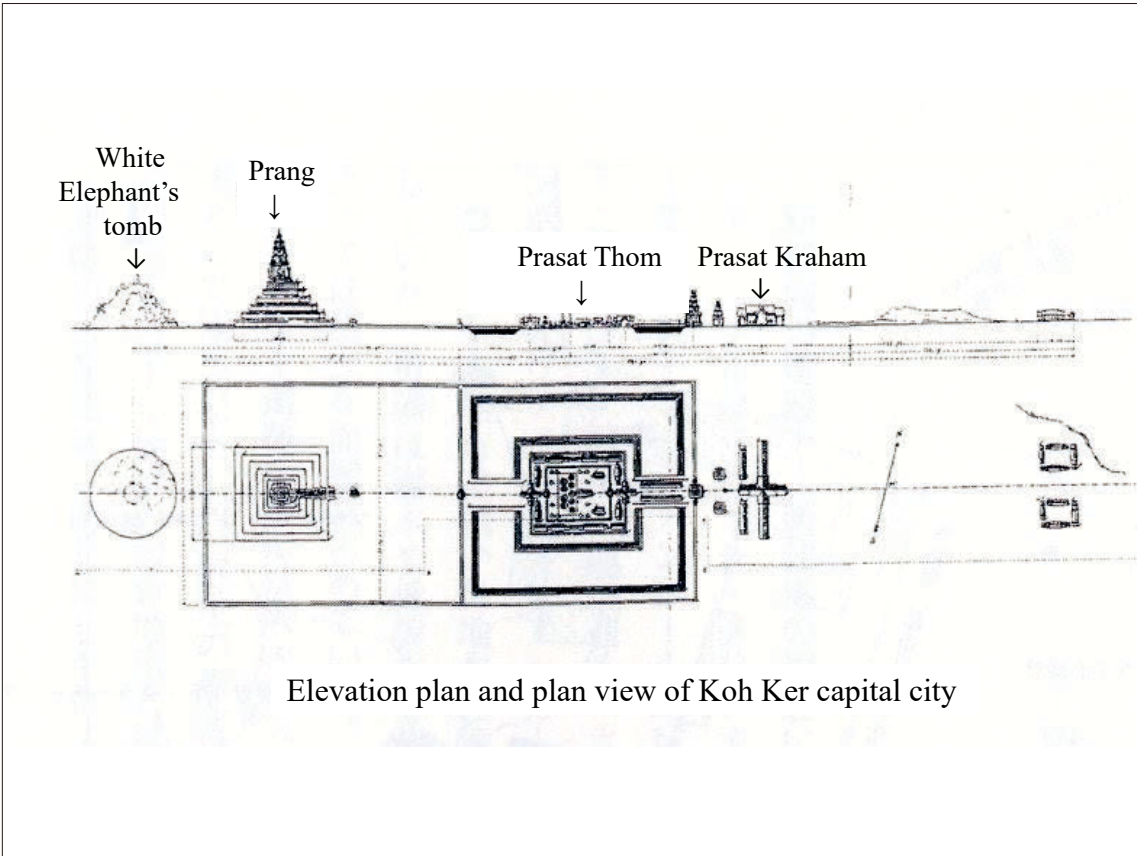 White
Elephant’s
tomb
Prang
Prasat Thom
Prasat Kraham
Elevation plan and plan view of Koh Ker capital city